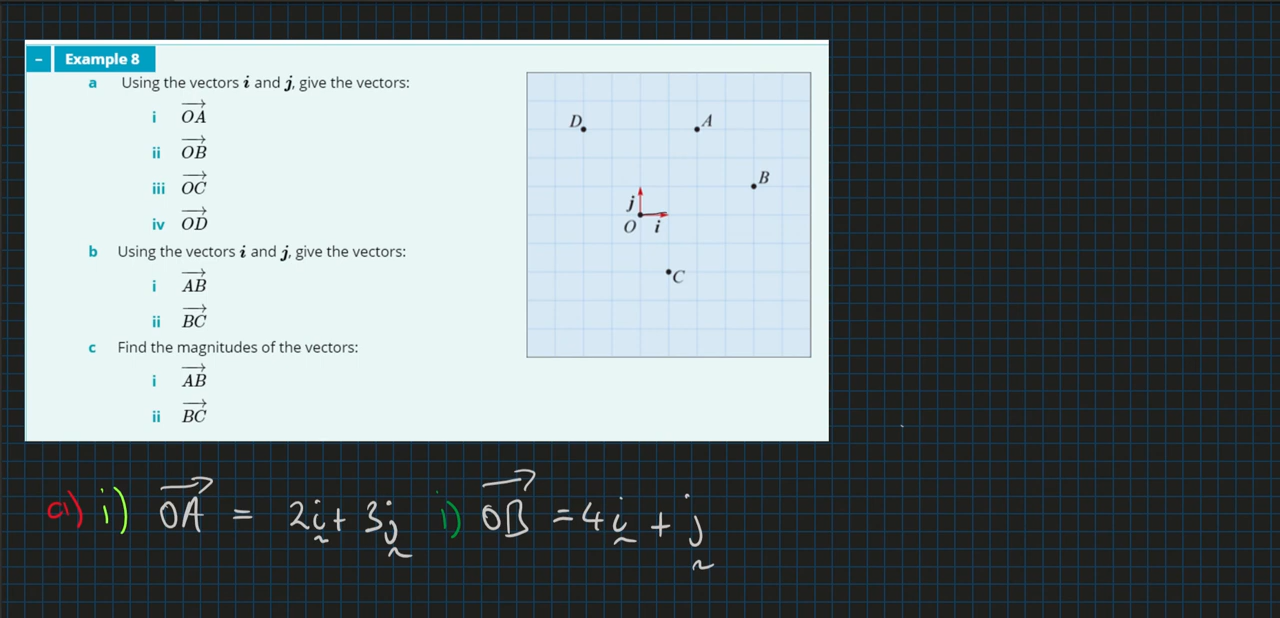 – Example 8
a Using the vectors i and j, give the vectors:
i OA
ii OB
iii OC
iv OD
b Using the vectors i and j, give the vectors:
i AB
ii BC
c Find the magnitudes of the vectors:
i AB
ii BC
D A
B
j
O i
C
a) i) OA = 2i + 3j i) OB = 4i + j